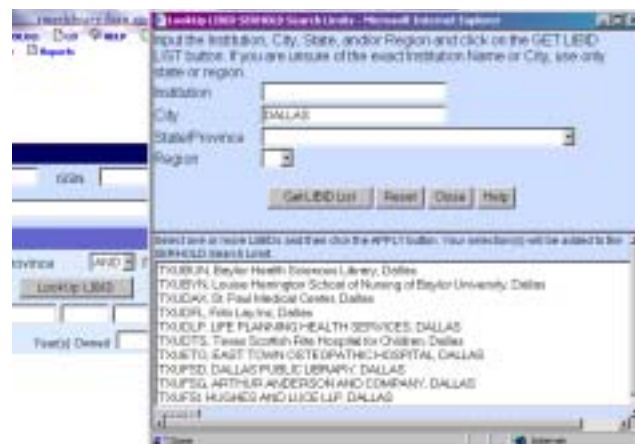 HELP
Reports
LookUp LIBID SERHOLD Search Limits - Microsoft Internet Explorer
Input the Institution, City, State, and/or Region and click on the GET LIBID
LIST button. If you are unsure of the exact Institution Name or City, use only
state or region.
Institution
City DALLAS
State/Province
Region
ISSN
Get LIBID List Reset Close Help
Select one or more LIBIDs and then click the APPLY button. Your selection(s) will be added to the
SERHOLD Search Limit.
AND
LookUp LIBID
Year(s) Owned
TXUBUN, Baylor Health Sciences Library, Dallas
TXUBYN, Louise Herrington School of Nursing of Baylor University, Dallas
TXUDAV, St. Paul Medical Center, Dallas
TXUDFL, Frito Lay Inc, Dallas
TXUDLP, LIFE PLANNING HEALTH SERVICES, DALLAS
TXUDTS, Texas Scottish Rite Hospital for Children, Dallas
TXUETO, EAST TOWN OSTEOPATHIC HOSPITAL, DALLAS
TXUFSD, DALLAS PUBLIC LIBRARY, DALLAS
TXUFSG, ARTHUR ANDERSON AND COMPANY, DALLAS
TXUFSI, HUGHES AND LUCE LLP, DALLAS
Done Internet